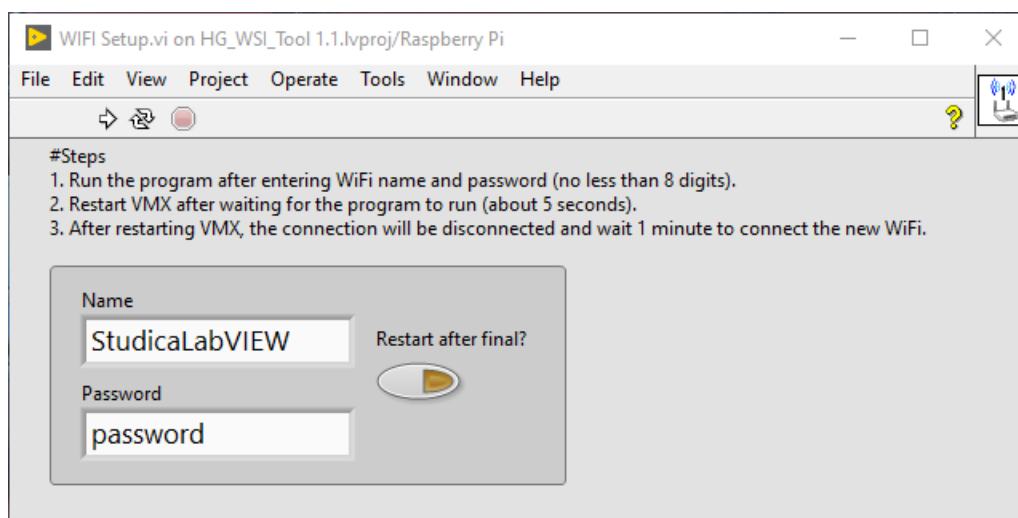 WIFI Setup.vi on HG_WSI_Tool 1.1.lvproj/Raspberry Pi
File Edit View Project Operate Tools Window Help
#Steps
1. Run the program after entering WiFi name and password (no less than 8 digits).
2. Restart VMX after waiting for the program to run (about 5 seconds).
3. After restarting VMX, the connection will be disconnected and wait 1 minute to connect the new WiFi.
Name
StudicaLabVIEW
Restart after final?
Password
password